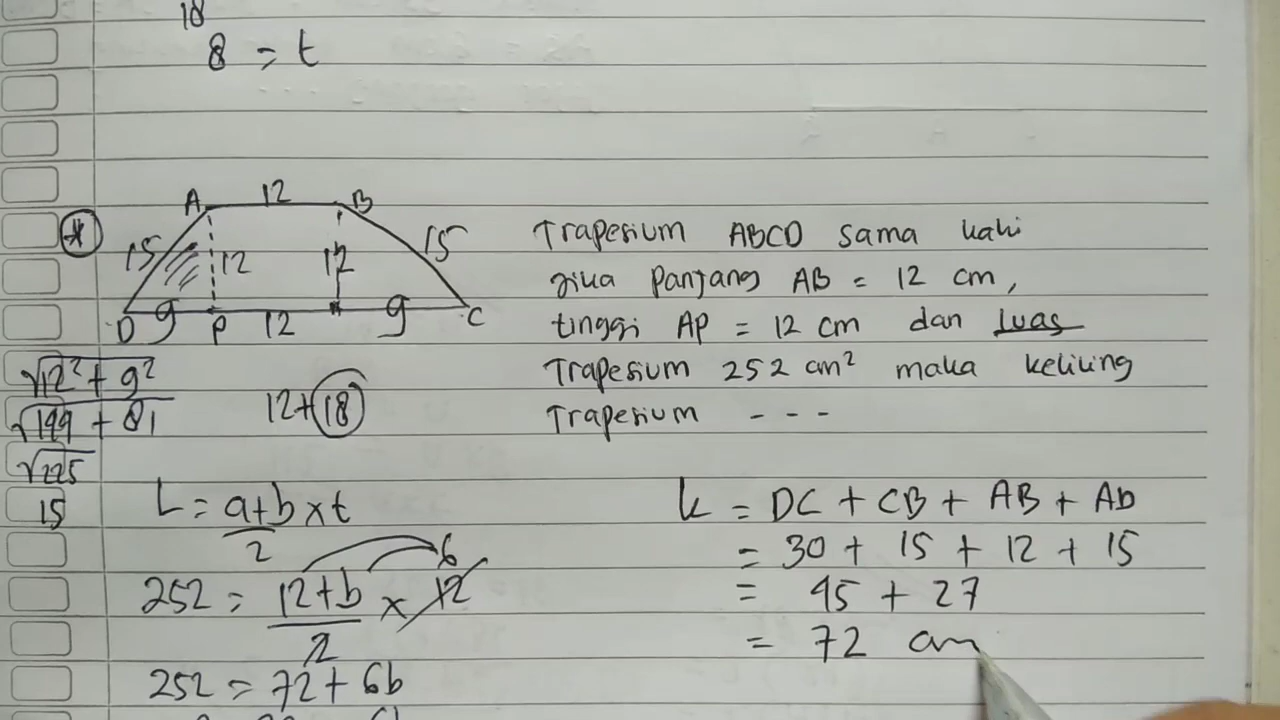 18
8 = t
A 12 B
15 12 12 15
D 9 P 12 9 C
Trapesium ABCD sama kaki
jika panjang AB = 12 cm,
tinggi AP = 12 cm dan Luas
Trapesium 252 cm² maka keliling
Trapesium - - -
√12² + 9²
√144 + 81
√225
15
12+18
L = a+b/2 x t
252 = 12+b/2 x 12 6
252 = 72 + 6b
k = DC + CB + AB + AD
= 30 + 15 + 12 + 15
= 45 + 27
= 72 cm